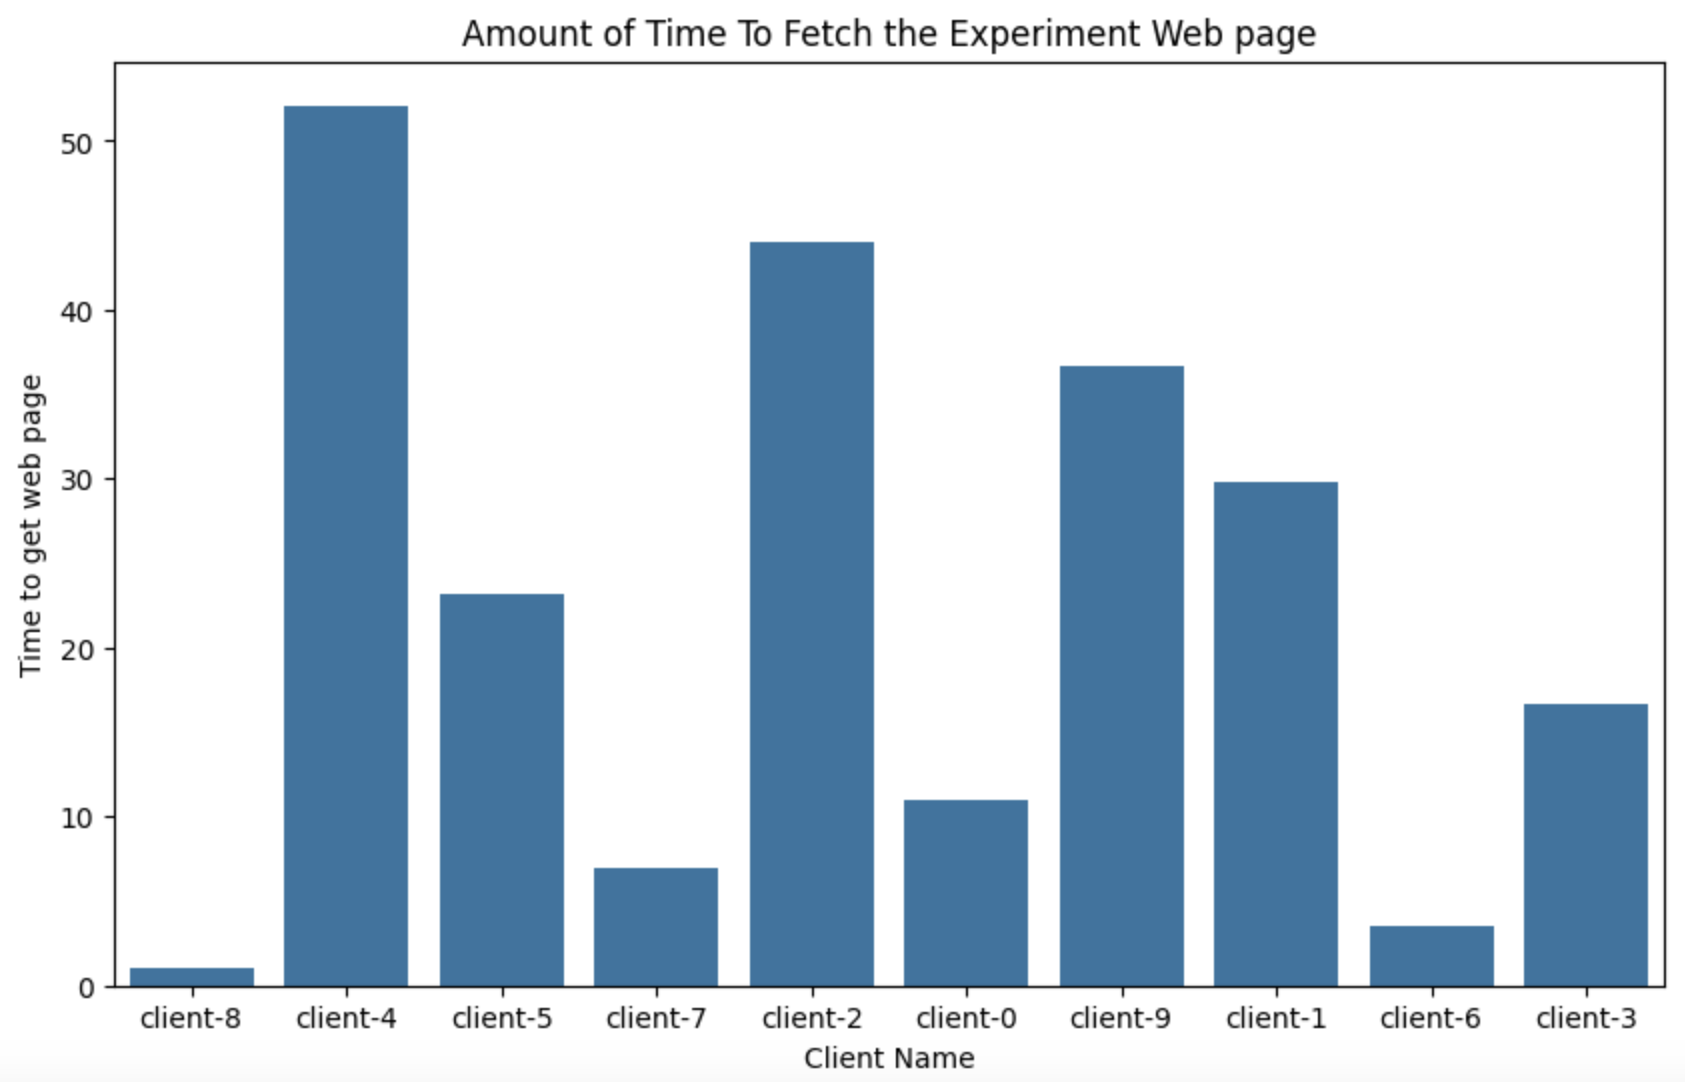 Amount of Time To Fetch the Experiment Web page
Time to get web page
50
40
30
20
10
0
client-8 client-4 client-5 client-7 client-2 client-0 client-9 client-1 client-6 client-3
Client Name